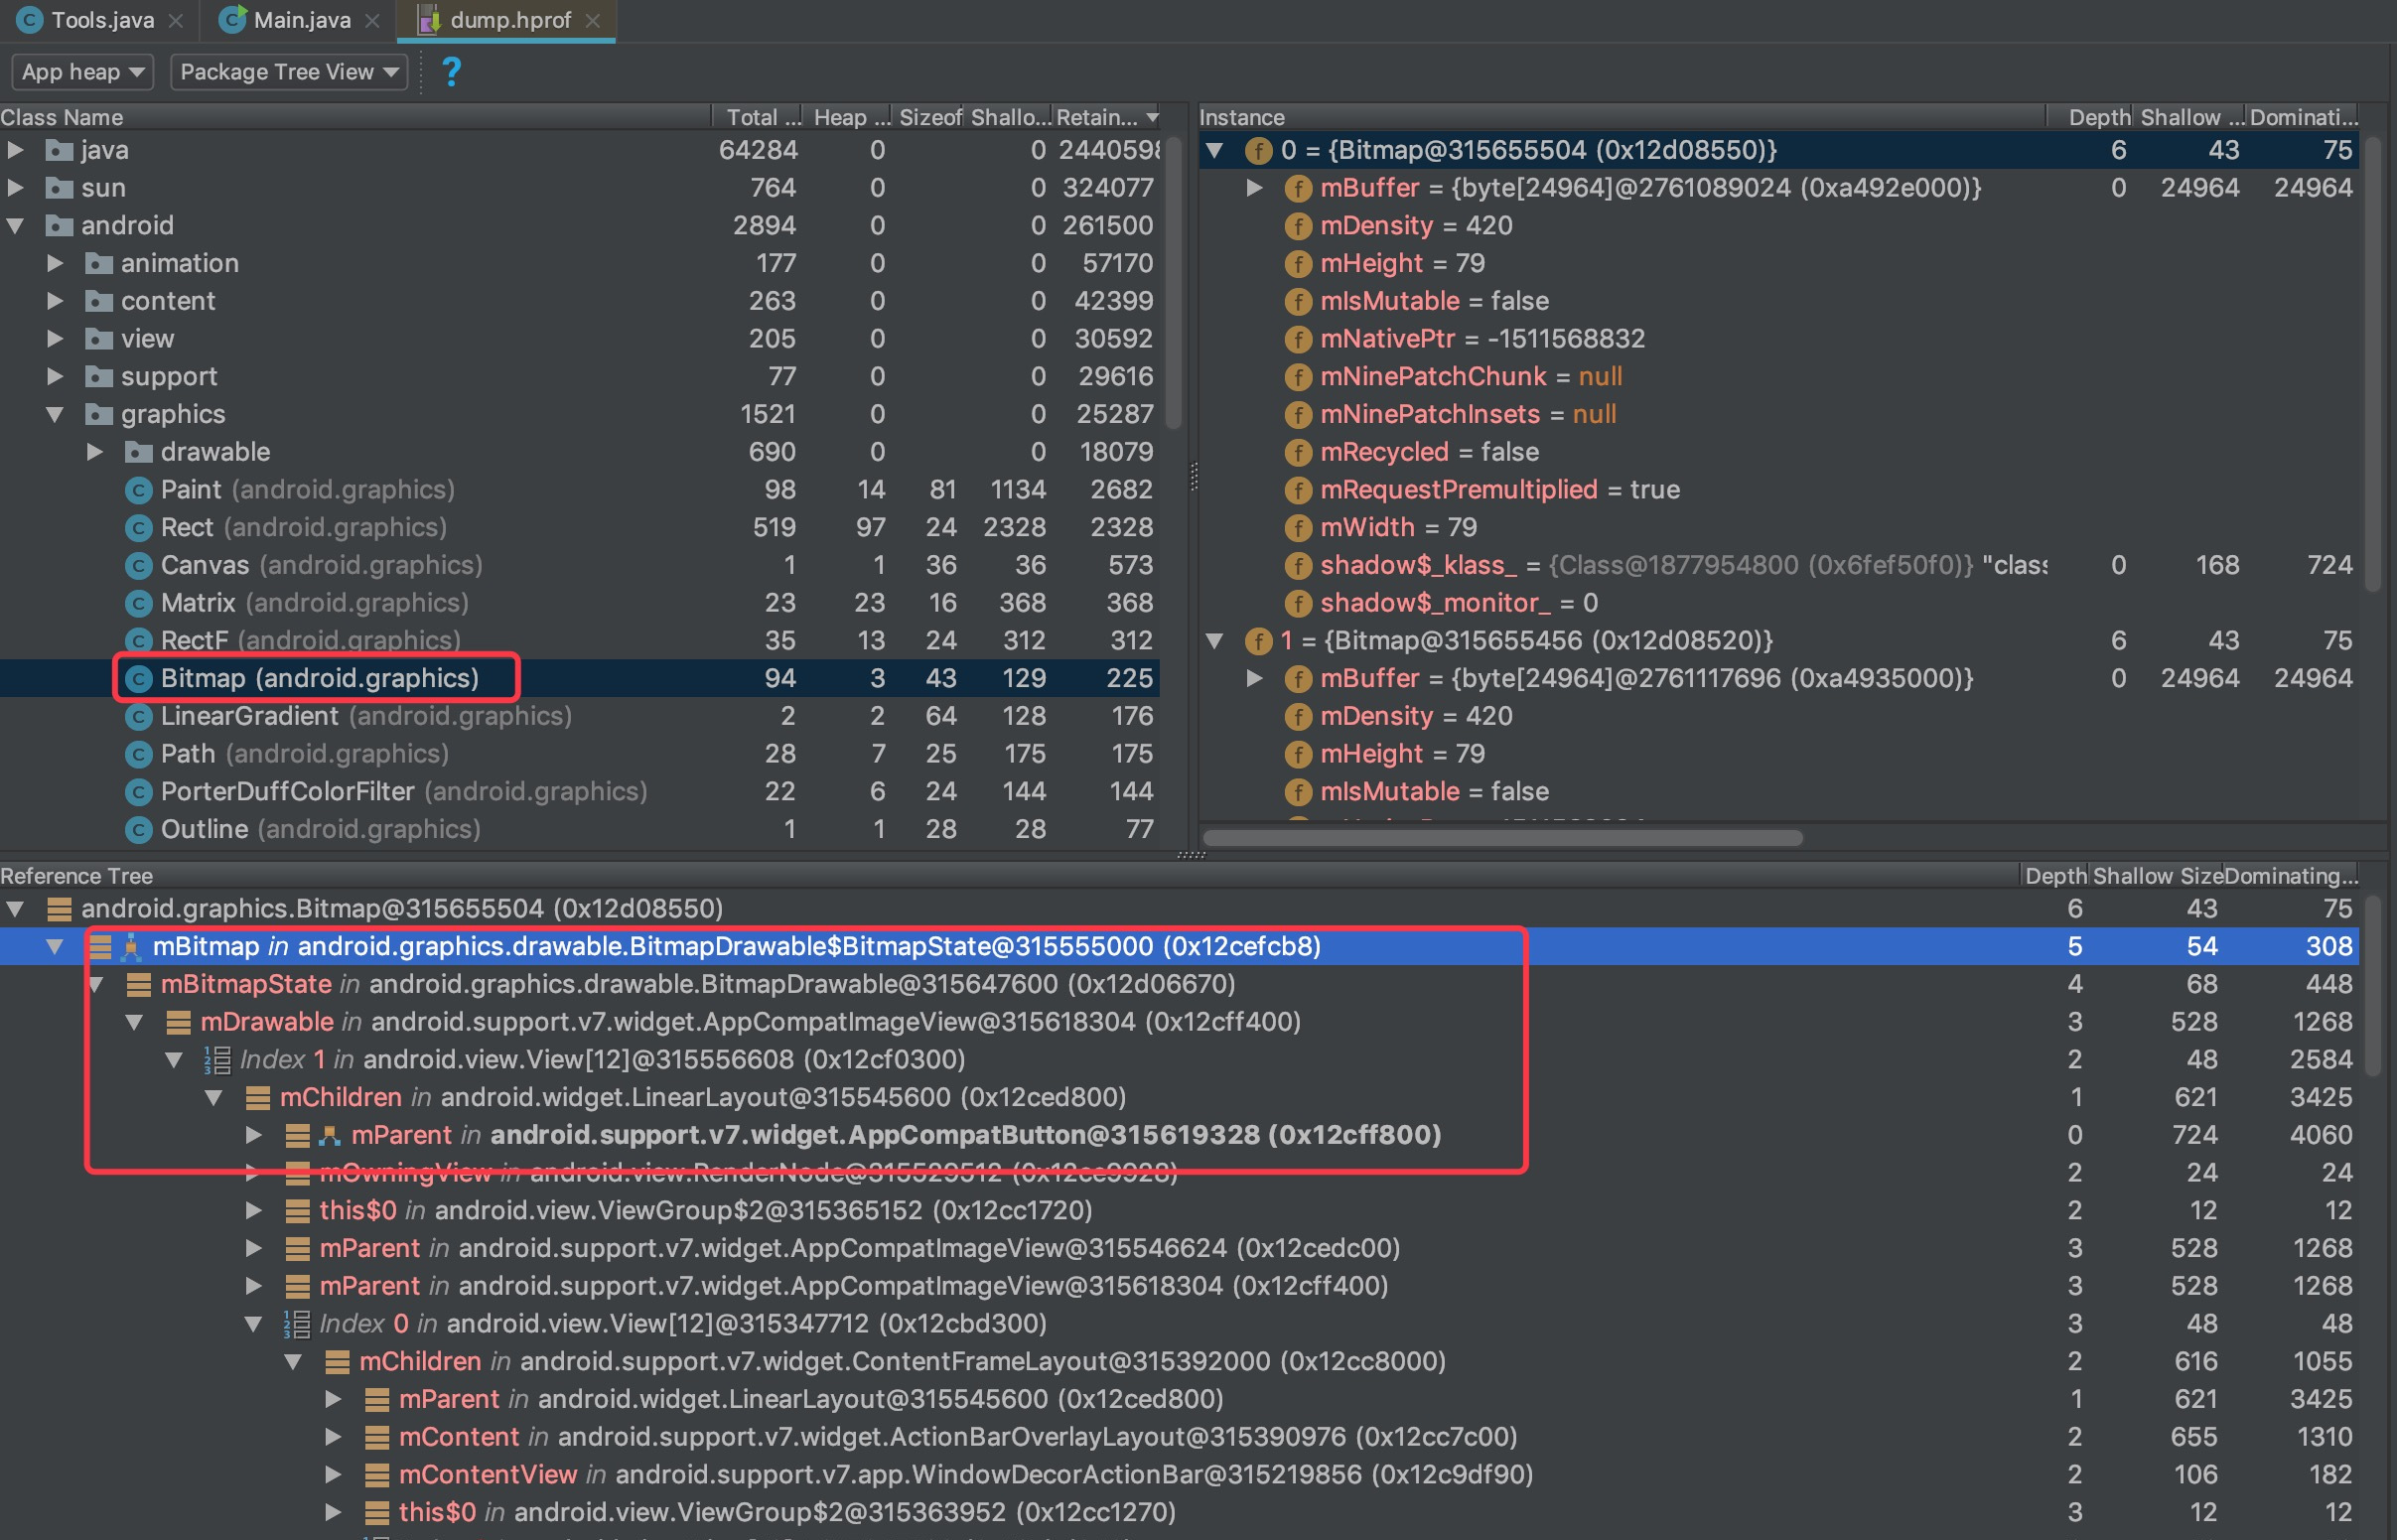 Tools.java Main.java dump.hprof
App heap Package Tree View ?
Class Name Total ... Heap ... Sizeof Shallo... Retain...
java 64284 0 0 244059
sun 764 0 0 324077
android 2894 0 0 261500
animation 177 0 0 57170
content 263 0 0 42399
view 205 0 0 30592
support 77 0 0 29616
graphics 1521 0 0 25287
drawable 690 0 0 18079
Paint (android.graphics) 98 14 81 1134 2682
Rect (android.graphics) 519 97 24 2328 2328
Canvas (android.graphics) 1 1 36 36 573
Matrix (android.graphics) 23 23 16 368 368
RectF (android.graphics) 35 13 24 312 312
Bitmap (android.graphics) 94 3 43 129 225
LinearGradient (android.graphics) 2 2 64 128 176
Path (android.graphics) 28 7 25 175 175
PorterDuffColorFilter (android.graphics) 22 6 24 144 144
Outline (android.graphics) 1 1 28 28 77
Instance Depth Shallow ... Dominati...
0 = {Bitmap@315655504 (0x12d08550)} 6 43 75
mBuffer = {byte[24964]@2761089024 (0xa492e000)} 0 24964 24964
mDensity = 420
mHeight = 79
mIsMutable = false
mNativePtr = -1511568832
mNinePatchChunk = null
mNinePatchInsets = null
mRecycled = false
mRequestPremultiplied = true
mWidth = 79
shadow$_klass_ = {Class@1877954800 (0x6fef50f0)} "clas 0 168 724
shadow$_monitor_ = 0
1 = {Bitmap@315655456 (0x12d08520)} 6 43 75
mBuffer = {byte[24964]@2761117696 (0xa4935000)} 0 24964 24964
mDensity = 420
mHeight = 79
mIsMutable = false
Reference Tree Depth Shallow Size Dominating...
android.graphics.Bitmap@315655504 (0x12d08550) 6 43 75
mBitmap in android.graphics.drawable.BitmapDrawable$BitmapState@315555000 (0x12cefcb8) 5 54 308
mBitmapState in android.graphics.drawable.BitmapDrawable@315647600 (0x12d06670) 4 68 448
mDrawable in android.support.v7.widget.AppCompatImageView@315618304 (0x12cff400) 3 528 1268
Index 1 in android.view.View[12]@315556608 (0x12cf0300) 2 48 2584
mChildren in android.widget.LinearLayout@315545600 (0x12ced800) 1 621 3425
mParent in android.support.v7.widget.AppCompatButton@315619328 (0x12cff800) 0 724 4060
mOwningView in android.view.RenderNode@315529512 (0x12ce9928) 2 24 24
this$0 in android.view.ViewGroup$2@315365152 (0x12cc1720) 2 12 12
mParent in android.support.v7.widget.AppCompatImageView@315546624 (0x12cedc00) 3 528 1268
mParent in android.support.v7.widget.AppCompatImageView@315618304 (0x12cff400) 3 528 1268
Index 0 in android.view.View[12]@315347712 (0x12cbd300) 3 48 48
mChildren in android.support.v7.widget.ContentFrameLayout@315392000 (0x12cc8000) 2 616 1055
mParent in android.widget.LinearLayout@315545600 (0x12ced800) 1 621 3425
mContent in android.support.v7.widget.ActionBarOverlayLayout@315390976 (0x12cc7c00) 2 655 1310
mContentView in android.support.v7.app.WindowDecorActionBar@315219856 (0x12c9df90) 2 106 182
this$0 in android.view.ViewGroup$2@315363952 (0x12cc1270) 3 12 12